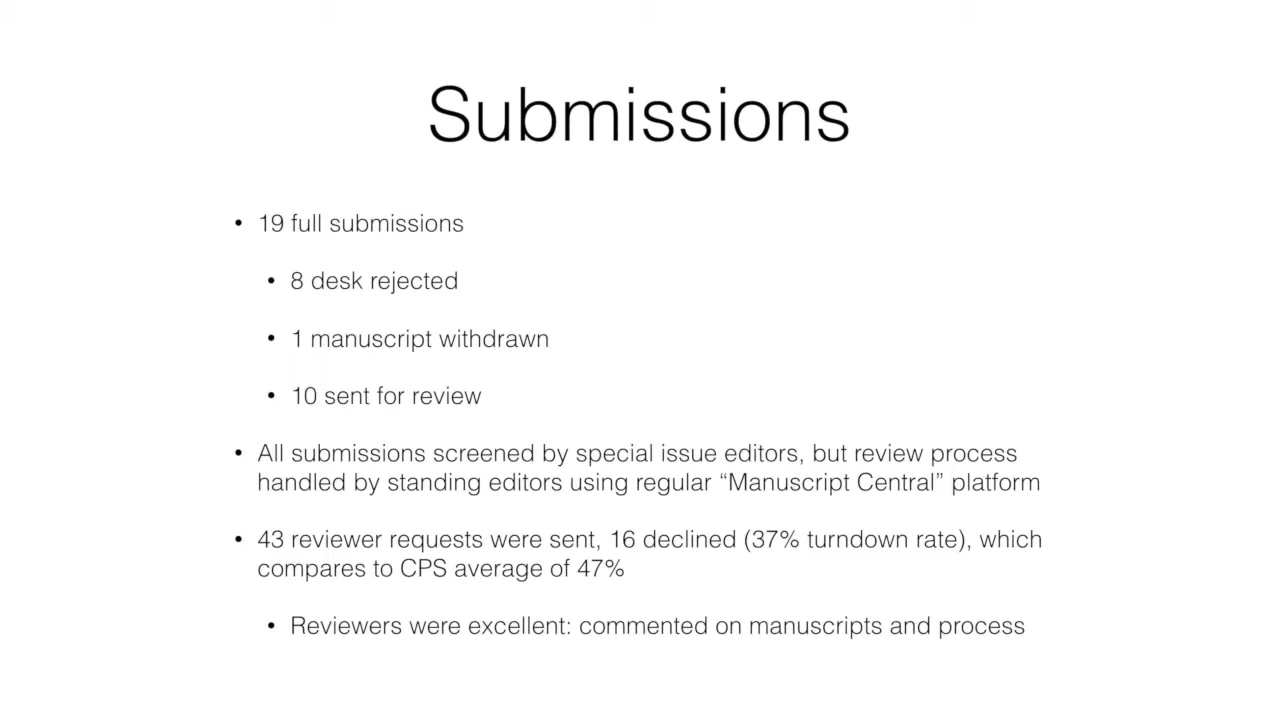 Submissions
• 19 full submissions
• 8 desk rejected
• 1 manuscript withdrawn
• 10 sent for review
• All submissions screened by special issue editors, but review process
handled by standing editors using regular “Manuscript Central” platform
• 43 reviewer requests were sent, 16 declined (37% turndown rate), which
compares to CPS average of 47%
• Reviewers were excellent: commented on manuscripts and process